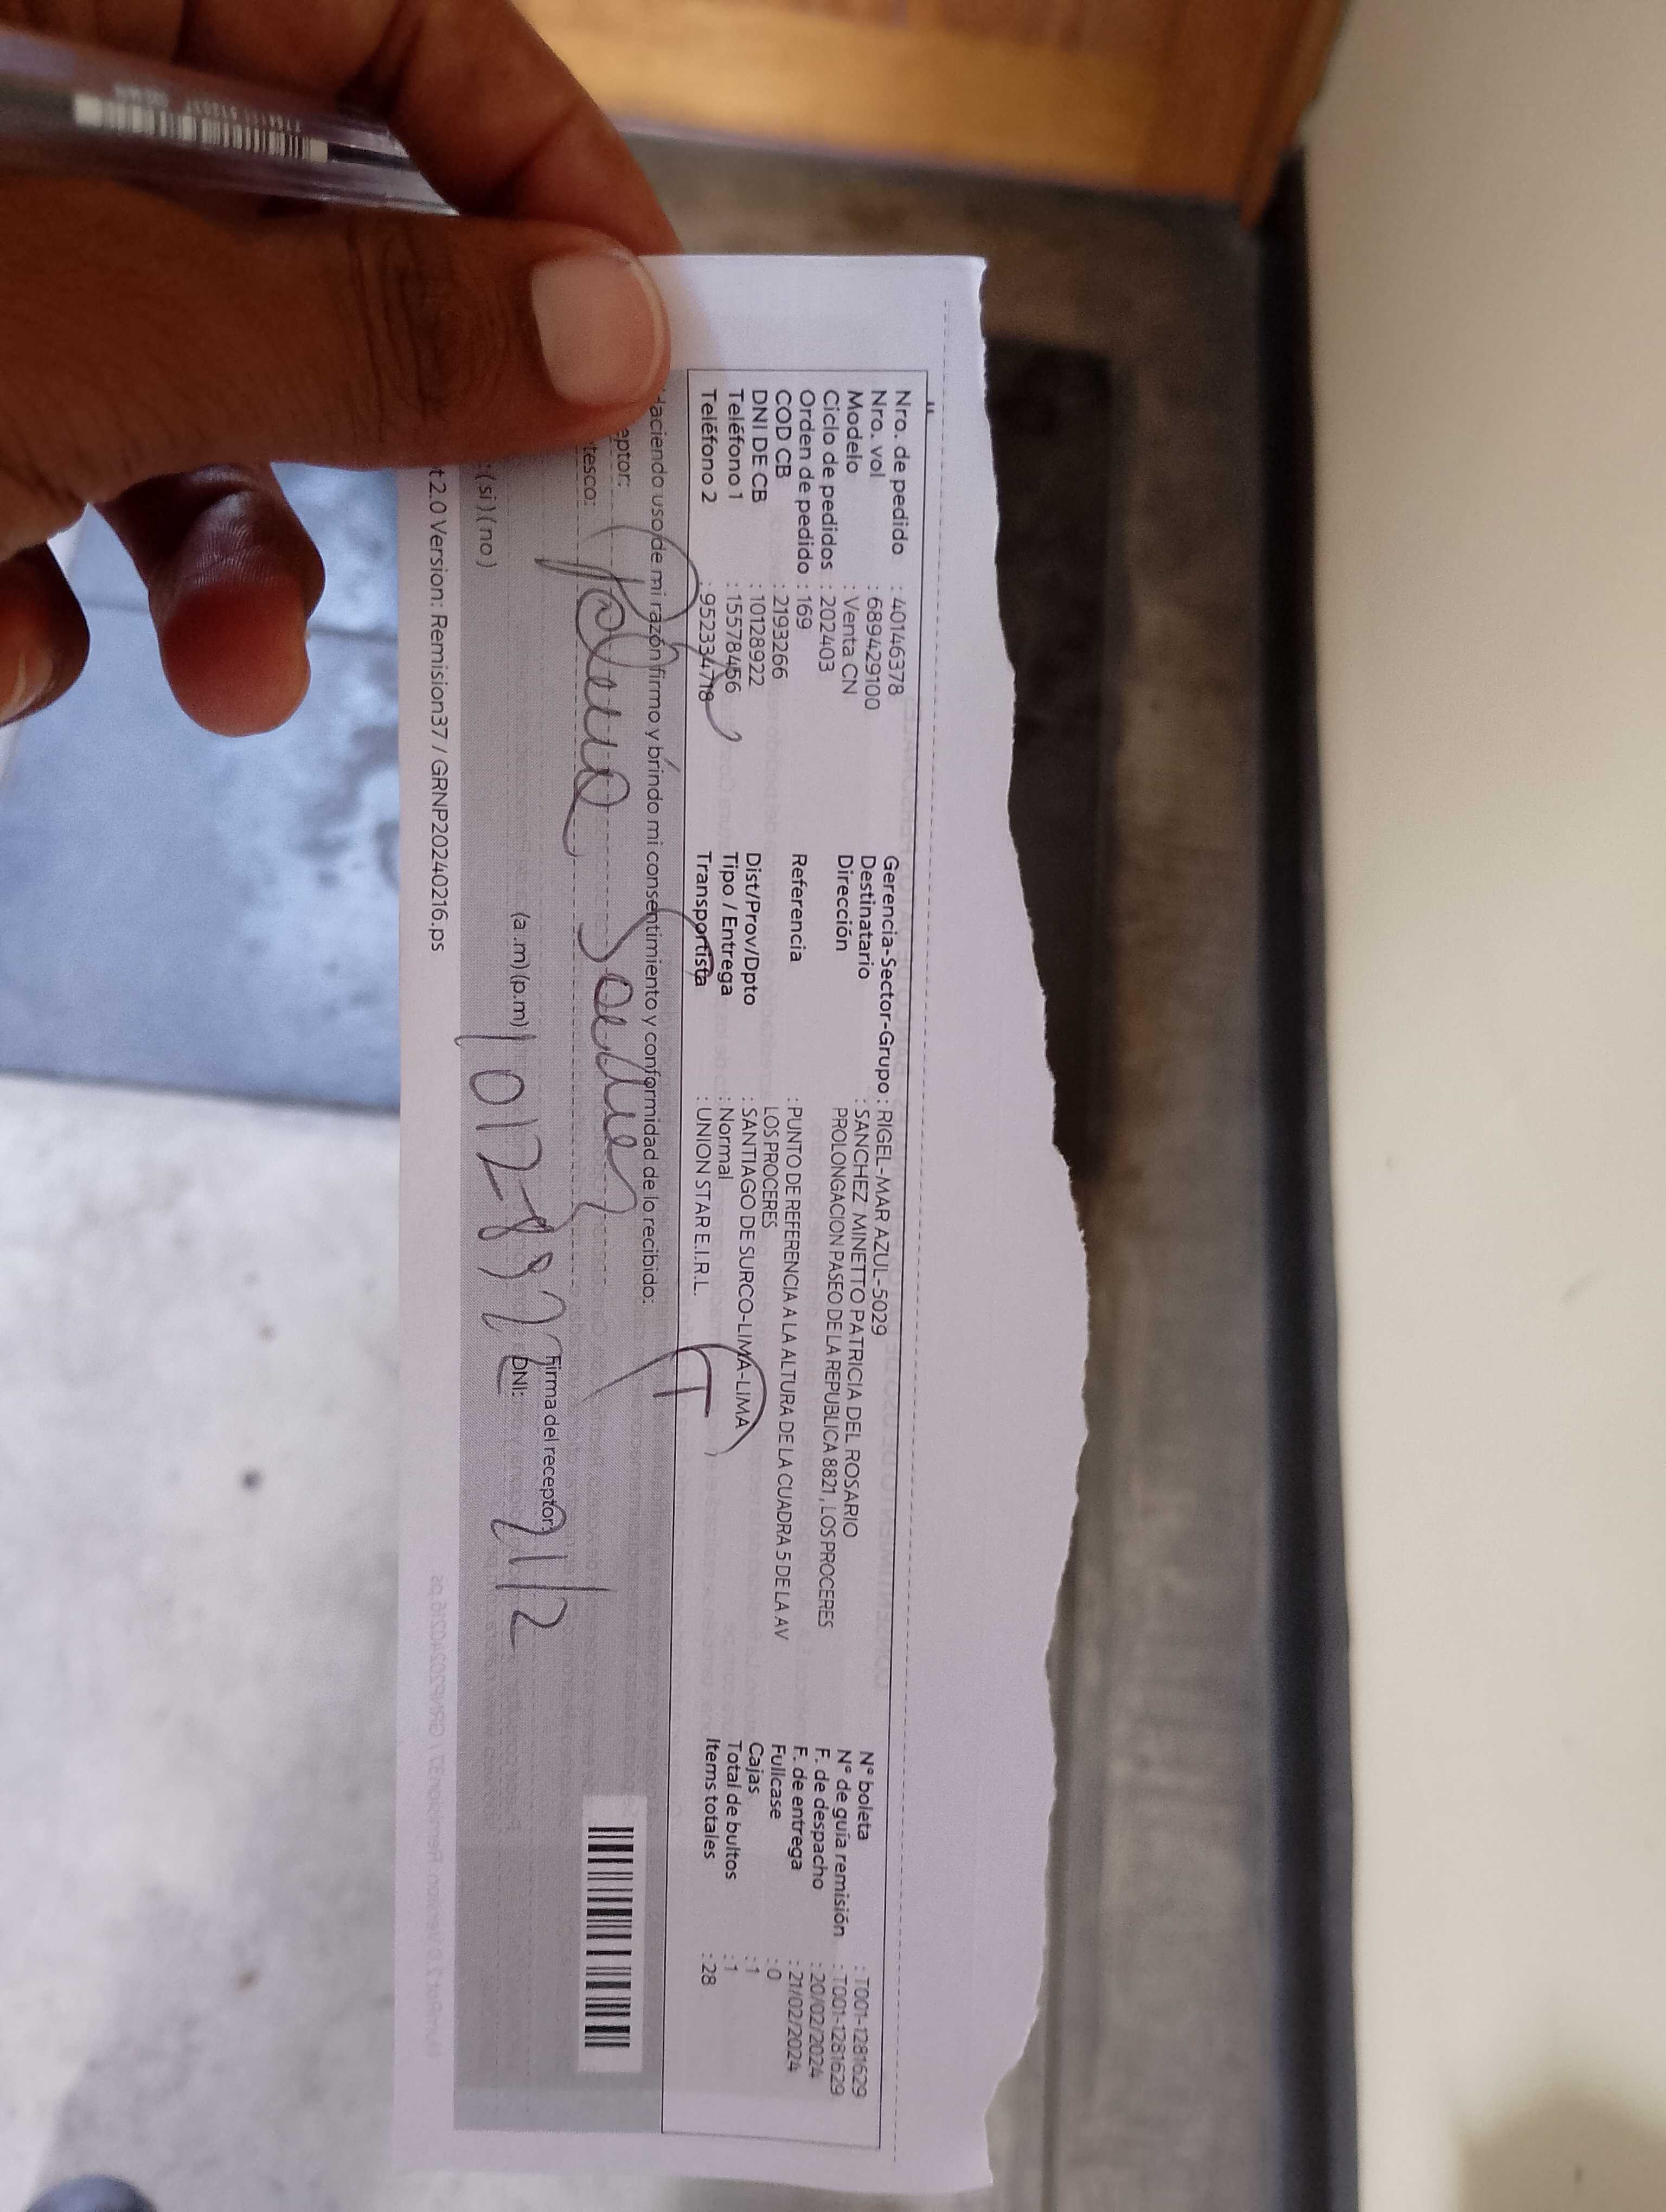 Nro. de pedido : 40146378
Nro. vol : 689429100
Modelo : Venta CN
Ciclo de pedidos : 202403
Orden de pedido : 169
COD CB : 2193266
DNI DE CB : 10128922
Teléfono 1 : 15578456
Teléfono 2 : 952334718
Gerencia-Sector-Grupo : RIGEL-MAR AZUL-5029
Destinatario : SANCHEZ MINETTO PATRICIA DEL ROSARIO
Dirección PROLONGACION PASEO DE LA REPUBLICA 8821, LOS PROCERES
Referencia : PUNTO DE REFERENCIA A LA ALTURA DE LA CUADRA 5 DE LA AV
LOS PROCERES
Dist/Prov/Dpto : SANTIAGO DE SURCO-LIMA-LIMA
Tipo / Entrega : Normal
Transportista : UNION STAR E.I.R.L.
N° boleta : T001-1281629
N° de guía remisión : T001-1281629
F. de despacho : 20/02/2024
F. de entrega : 21/02/2024
Fullcase : 0
Cajas : 1
Total de bultos : 1
Items totales : 28
Haciendo uso de mi razón firmo y brindo mi consentimiento y conformidad de lo recibido:
eptor:
tesco:
Firma del receptor:
: (si) (no) (a .m) (p.m) 10128922 DNI: 21/2
t 2.0 Version: Remision37 / GRNP20240216.ps